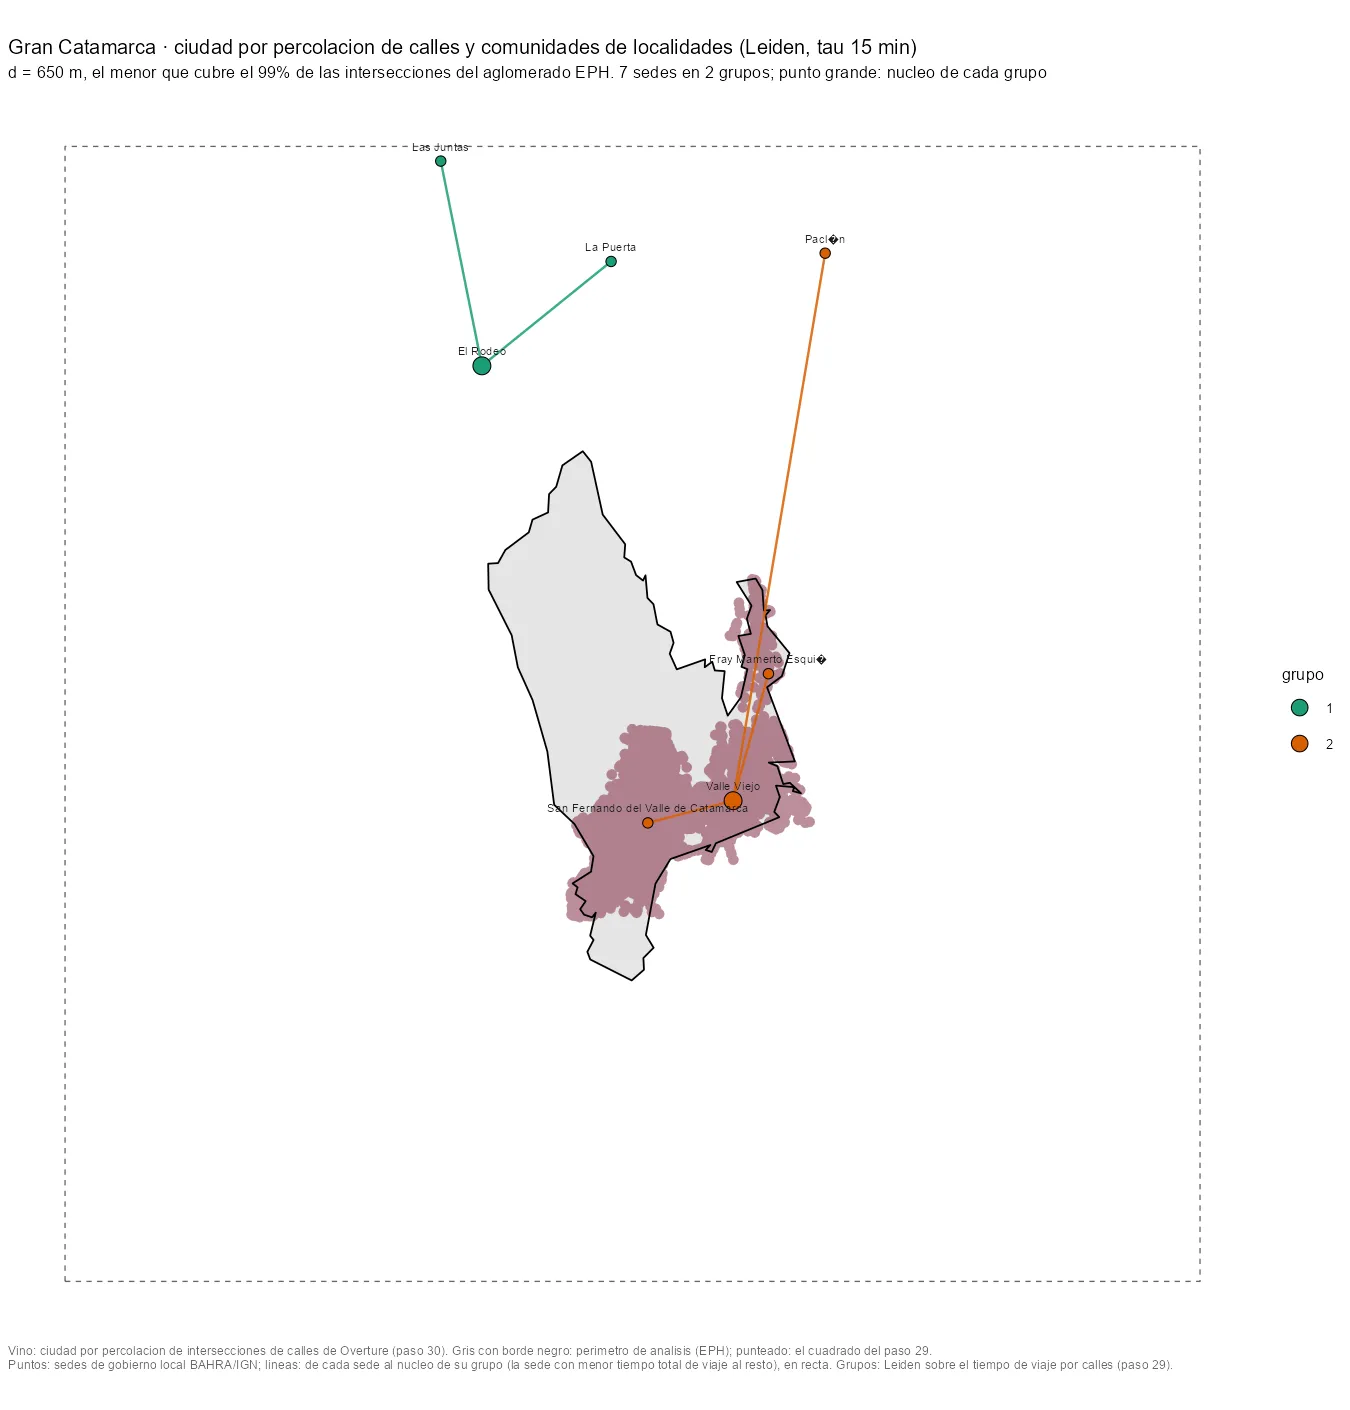 Gran Catamarca · ciudad por percolacion de calles y comunidades de localidades (Leiden, tau 15 min)
d = 650 m, el menor que cubre el 99% de las intersecciones del aglomerado EPH. 7 sedes en 2 grupos; punto grande: nucleo de cada grupo
Las Juntas
Pacl�n
La Puerta
El Rodeo
Fray Mamerto Esqui�
grupo
1
2
Valle Viejo
San Fernando del Valle de Catamarca
Vino: ciudad por percolacion de intersecciones de calles de Overture (paso 30). Gris con borde negro: perimetro de analisis (EPH); punteado: el cuadrado del paso 29.
Puntos: sedes de gobierno local BAHRA/IGN; lineas: de cada sede al nucleo de su grupo (la sede con menor tiempo total de viaje al resto), en recta. Grupos: Leiden sobre el tiempo de viaje por calles (paso 29).